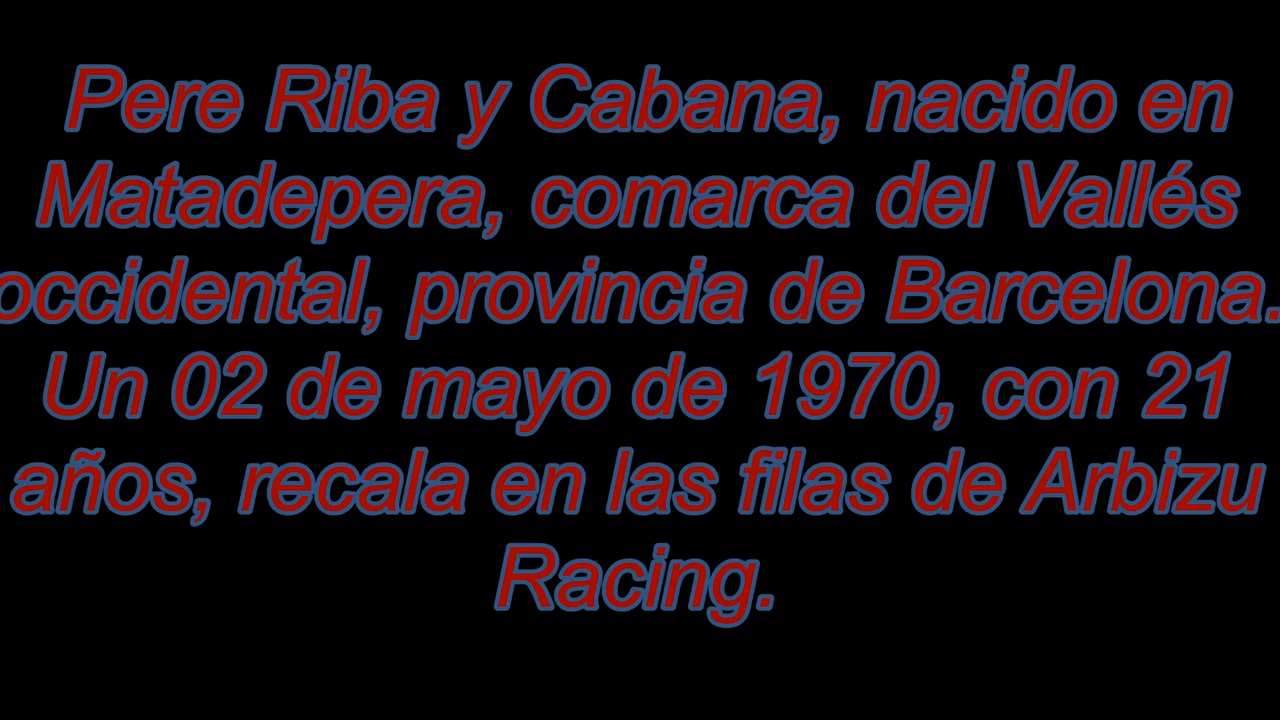 Pere Riba y Cabana, nacido en
Matadepera, comarca del Vallés
occidental, provincia de Barcelona.
Un 02 de mayo de 1970, con 21
años, recala en las filas de Arbizu
Racing.